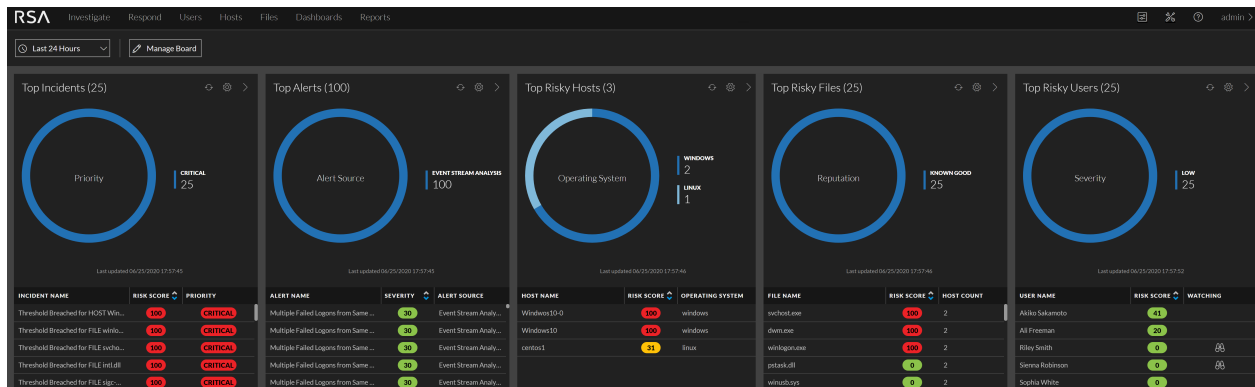 RSA Investigate Respond Users Hosts Files Dashboards Reports admin
Last 24 Hours Manage Board
Top Incidents (25)
Priority
CRITICAL
25
Last updated 06/25/2020 17:57:45
INCIDENT NAME RISK SCORE PRIORITY
Threshold Breached for HOST Win... 100 CRITICAL
Threshold Breached for FILE winlo... 100 CRITICAL
Threshold Breached for FILE svcho... 100 CRITICAL
Threshold Breached for FILE intl.dll 100 CRITICAL
Threshold Breached for FILE sigc-... 100 CRITICAL
Top Alerts (100)
Alert Source
EVENT STREAM ANALYSIS
100
Last updated 06/25/2020 17:57:45
ALERT NAME SEVERITY ALERT SOURCE
Multiple Failed Logons from Same ... 30 Event Stream Analy...
Multiple Failed Logons from Same ... 30 Event Stream Analy...
Multiple Failed Logons from Same ... 30 Event Stream Analy...
Multiple Failed Logons from Same ... 30 Event Stream Analy...
Multiple Failed Logons from Same ... 30 Event Stream Analy...
Top Risky Hosts (3)
Operating System
WINDOWS
2
LINUX
1
Last updated 06/25/2020 17:57:46
HOST NAME RISK SCORE OPERATING SYSTEM
Windwos10-0 100 windows
Windows10 100 windows
centos1 31 linux
Top Risky Files (25)
Reputation
KNOWN GOOD
25
Last updated 06/25/2020 17:57:46
FILE NAME RISK SCORE HOST COUNT
svchost.exe 100 2
dwm.exe 100 2
winlogon.exe 100 2
pstask.dll 0 2
winusb.sys 0 2
Top Risky Users (25)
Severity
LOW
25
Last updated 06/25/2020 17:57:52
USER NAME RISK SCORE WATCHING
Akiko Sakamoto 41
Ali Freeman 20
Riley Smith 0
Sienna Robinson 0
Sophia White 0